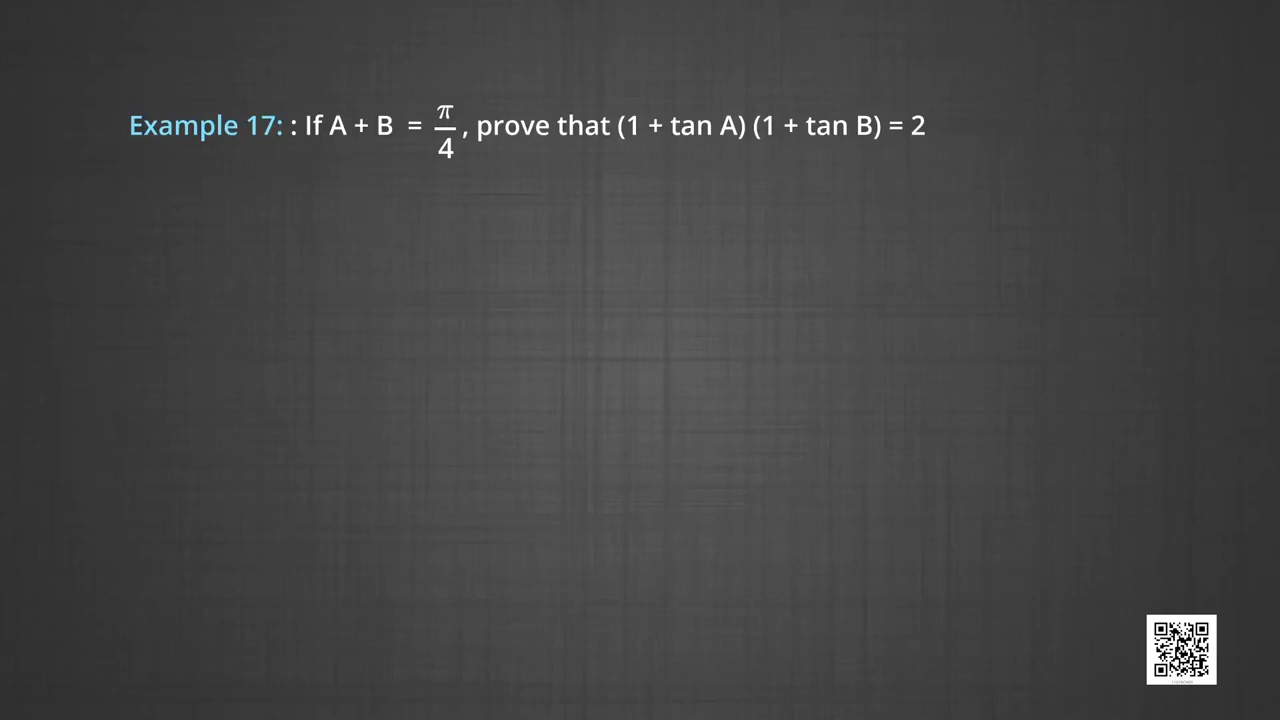 Example 17: : If A + B = π/4, prove that (1 + tan A) (1 + tan B) = 2